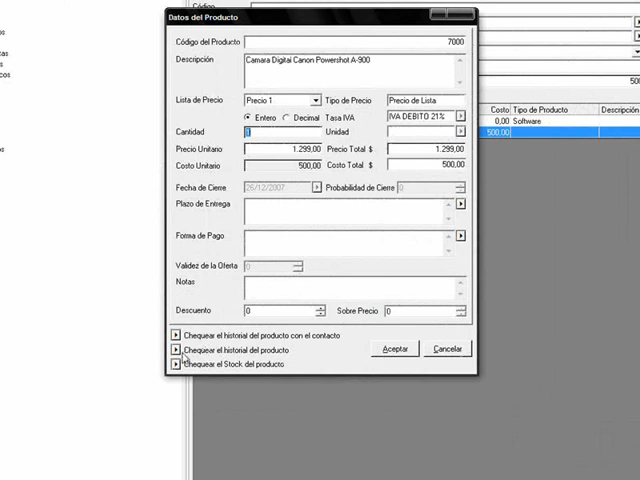 Código
Datos del Producto
Código del Producto 7000
Descripción Camara Digital Canon Powershot A-900
Lista de Precio Precio 1 Tipo de Precio Precio de Lista
Entero Decimal Tasa IVA IVA DEBITO 21%
Cantidad 1 Unidad
Precio Unitario 1.299,00 Precio Total $ 1.299,00
Costo Unitario 500,00 Costo Total $ 500,00
Fecha de Cierre 26/12/2007 Probabilidad de Cierre 0
Plazo de Entrega
Forma de Pago
Validez de la Oferta 0
Notas
Descuento 0 Sobre Precio 0
Chequear el historial del producto con el contacto
Chequear el historial del producto
Chequear el Stock del producto
Aceptar Cancelar
Costo Tipo de Producto Descripción
0,00 Software
500,00